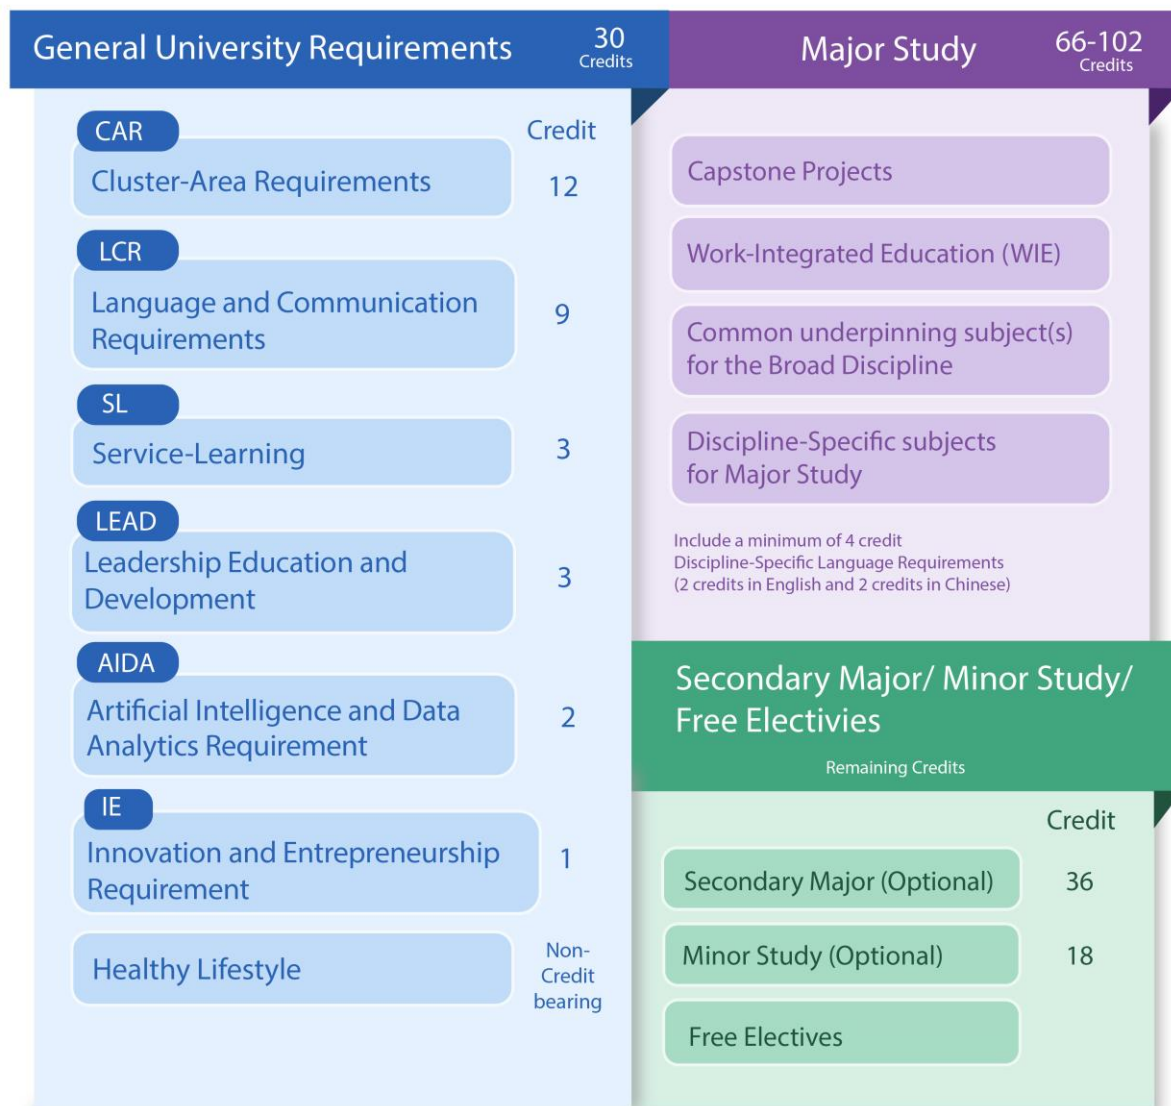 General University Requirements
30
Credits
CAR
Credit
Cluster-Area Requirements
12
LCR
Language and Communication
Requirements
9
SL
Service-Learning
3
LEAD
Leadership Education and
Development
3
AIDA
Artificial Intelligence and Data
Analytics Requirement
2
IE
Innovation and Entrepreneurship
Requirement
1
Healthy Lifestyle
Non-
Credit
bearing
Major Study
66-102
Credits
Capstone Projects
Work-Integrated Education (WIE)
Common underpinning subject(s)
for the Broad Discipline
Discipline-Specific subjects
for Major Study
Include a minimum of 4 credit
Discipline-Specific Language Requirements
(2 credits in English and 2 credits in Chinese)
Secondary Major/ Minor Study/
Free Electivies
Remaining Credits
Credit
Secondary Major (Optional)
36
Minor Study (Optional)
18
Free Electives